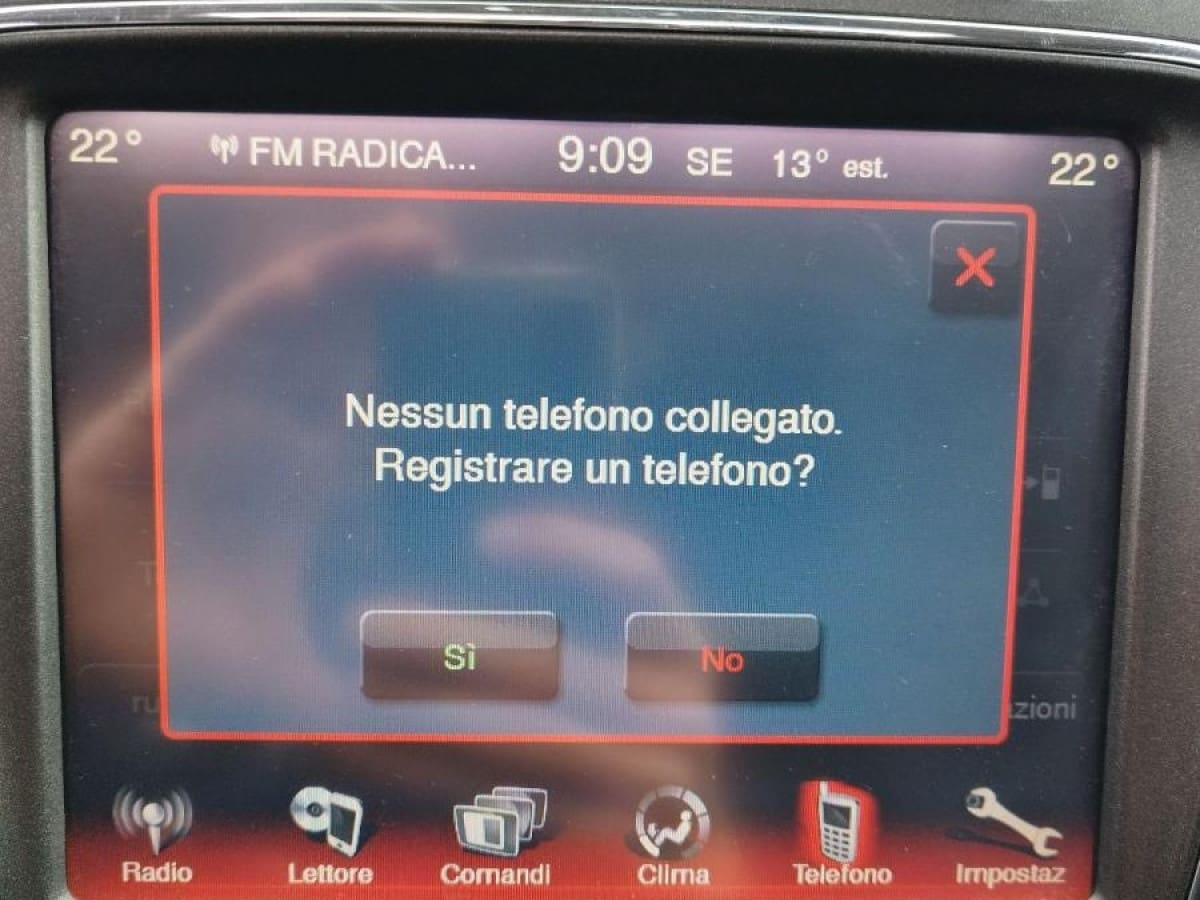 22° FM RADICA... 9:09 SE 13° est. 22°
Nessun telefono collegato.
Registrare un telefono?
Sì No
azioni
Radio Lettore Comandi Clima Telefono Impostaz